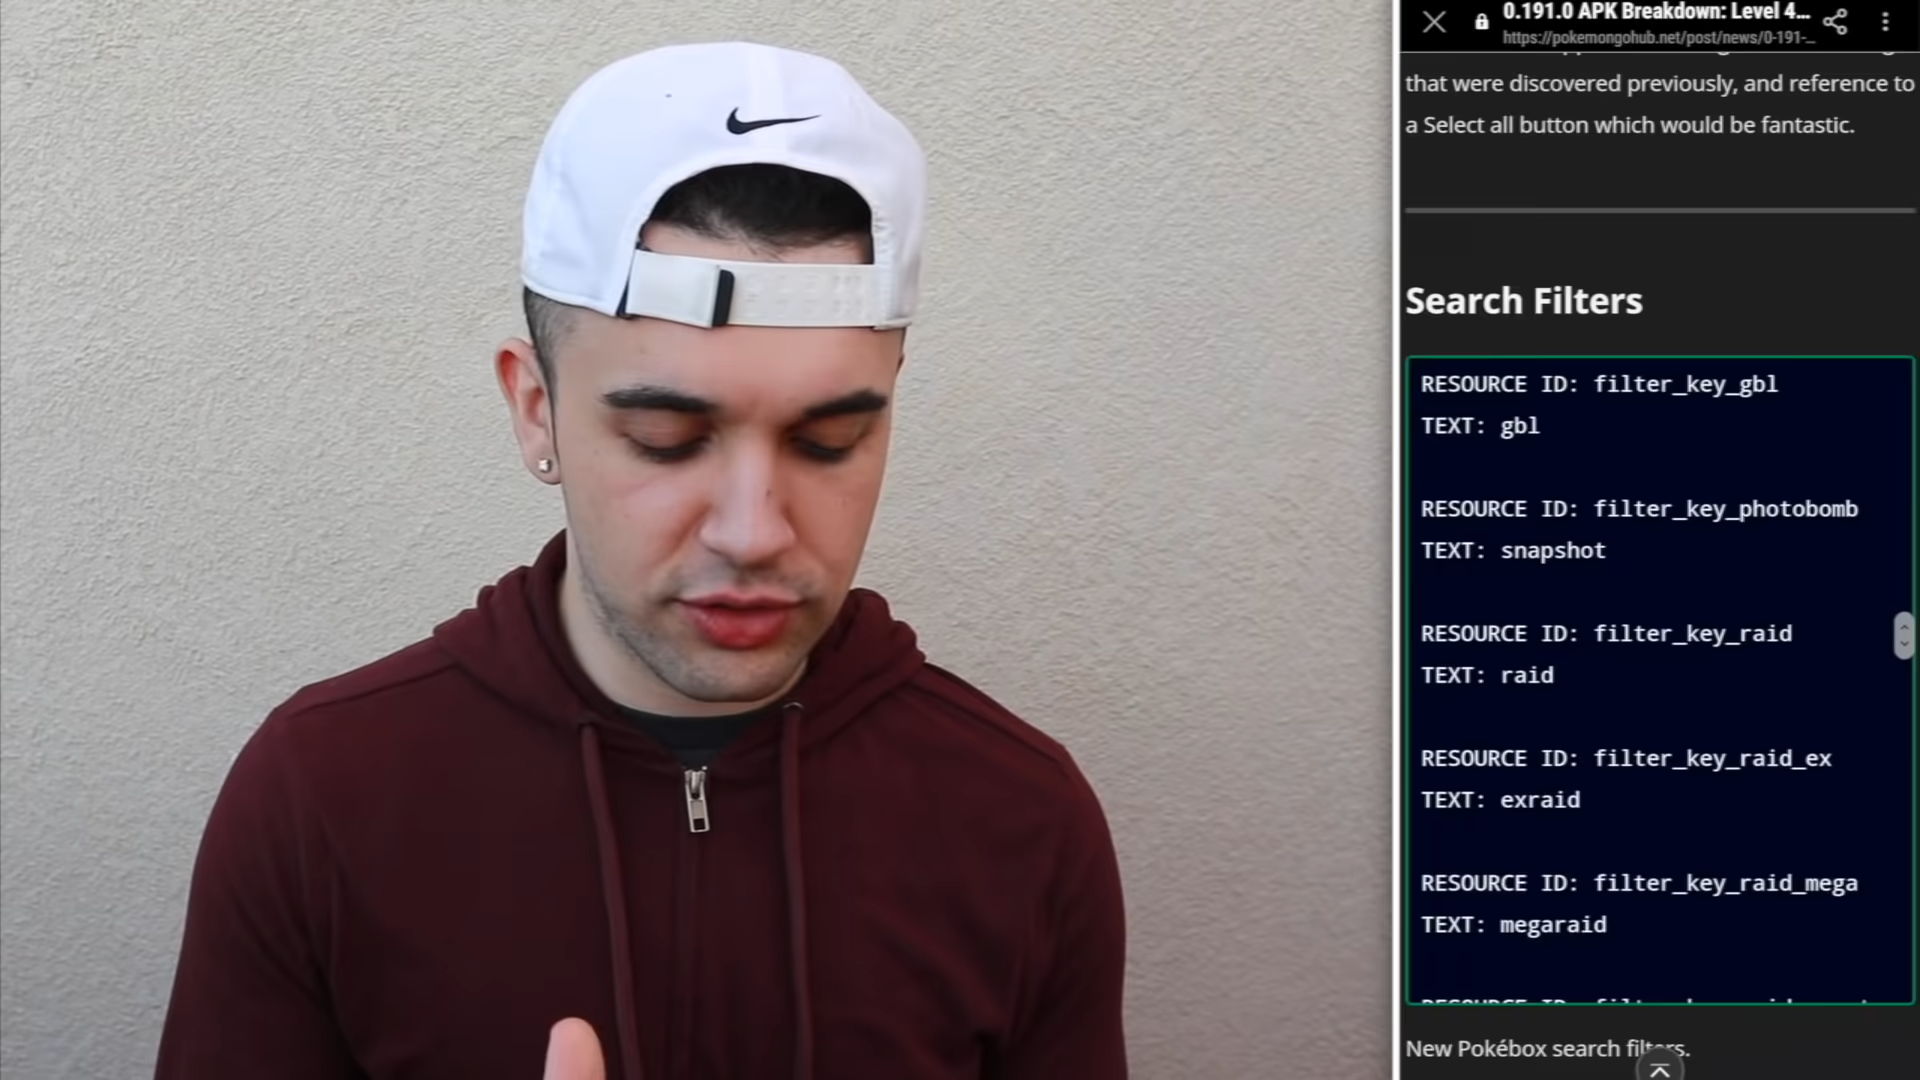 0.191.0 APK Breakdown: Level 4...
https://pokemongohub.net/post/news/0-191-...
that were discovered previously, and reference to
a Select all button which would be fantastic.
Search Filters
RESOURCE ID: filter_key_gbl
TEXT: gbl
RESOURCE ID: filter_key_photobomb
TEXT: snapshot
RESOURCE ID: filter_key_raid
TEXT: raid
RESOURCE ID: filter_key_raid_ex
TEXT: exraid
RESOURCE ID: filter_key_raid_mega
TEXT: megaraid
New Pokébox search filters.